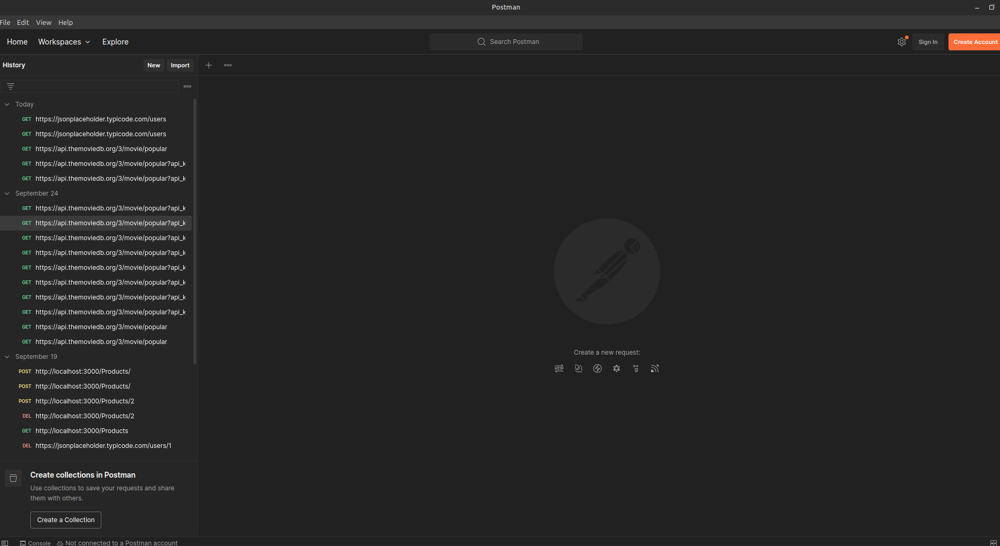 Postman
File Edit View Help
Home Workspaces Explore
Search Postman
Sign In
Create Account
History
New
Import
Today
GET https://jsonplaceholder.typicode.com/users
GET https://jsonplaceholder.typicode.com/users
GET https://api.themoviedb.org/3/movie/popular
GET https://api.themoviedb.org/3/movie/popular?api_k
GET https://api.themoviedb.org/3/movie/popular?api_k
September 24
GET https://api.themoviedb.org/3/movie/popular?api_k
GET https://api.themoviedb.org/3/movie/popular?api_k
GET https://api.themoviedb.org/3/movie/popular?api_k
GET https://api.themoviedb.org/3/movie/popular?api_k
GET https://api.themoviedb.org/3/movie/popular?api_k
GET https://api.themoviedb.org/3/movie/popular?api_k
GET https://api.themoviedb.org/3/movie/popular?api_k
GET https://api.themoviedb.org/3/movie/popular?api_k
GET https://api.themoviedb.org/3/movie/popular
GET https://api.themoviedb.org/3/movie/popular
September 19
POST http://localhost:3000/Products/
POST http://localhost:3000/Products/
POST http://localhost:3000/Products/2
DEL http://localhost:3000/Products/2
GET http://localhost:3000/Products
DEL https://jsonplaceholder.typicode.com/users/1
Create collections in Postman
Use collections to save your requests and share
them with others.
Create a Collection
Create a new request:
HTTP
g
Console Not connected to a Postman account